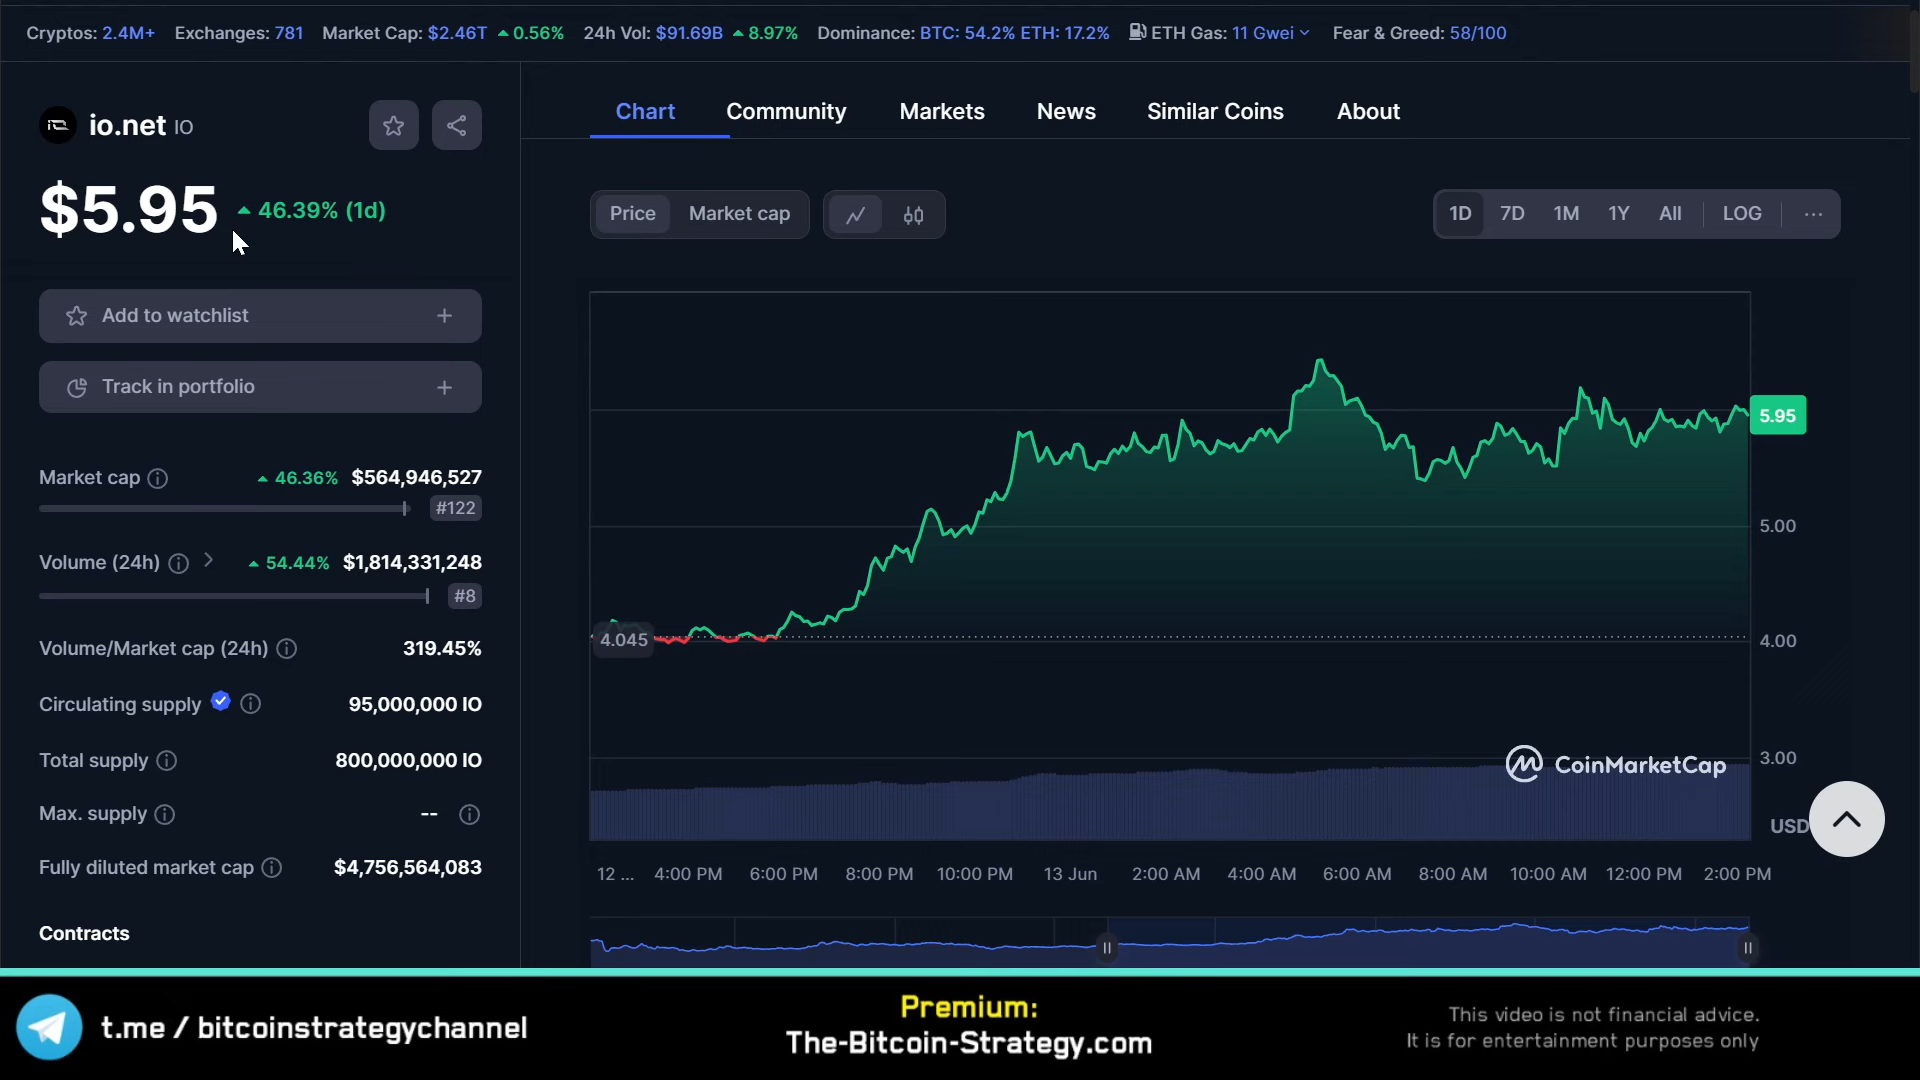 Cryptos: 2.4M+ Exchanges: 781 Market Cap: $2.46T 0.56% 24h Vol: $91.69B 8.97% Dominance: BTC: 54.2% ETH: 17.2% ETH Gas: 11 Gwei Fear & Greed: 58/100
io.net IO
$5.95 46.39% (1d)
Add to watchlist
Track in portfolio
Market cap 46.36% $564,946,527
#122
Volume (24h) 54.44% $1,814,331,248
#8
Volume/Market cap (24h) 319.45%
Circulating supply 95,000,000 IO
Total supply 800,000,000 IO
Max. supply --
Fully diluted market cap $4,756,564,083
Contracts
Chart Community Markets News Similar Coins About
Price Market cap 1D 7D 1M 1Y All LOG ...
5.95
5.00
4.045 4.00
3.00
CoinMarketCap
USD
12 ... 4:00 PM 6:00 PM 8:00 PM 10:00 PM 13 Jun 2:00 AM 4:00 AM 6:00 AM 8:00 AM 10:00 AM 12:00 PM 2:00 PM
t.me / bitcoinstrategychannel
Premium:
The-Bitcoin-Strategy.com
This video is not financial advice.
It is for entertainment purposes only